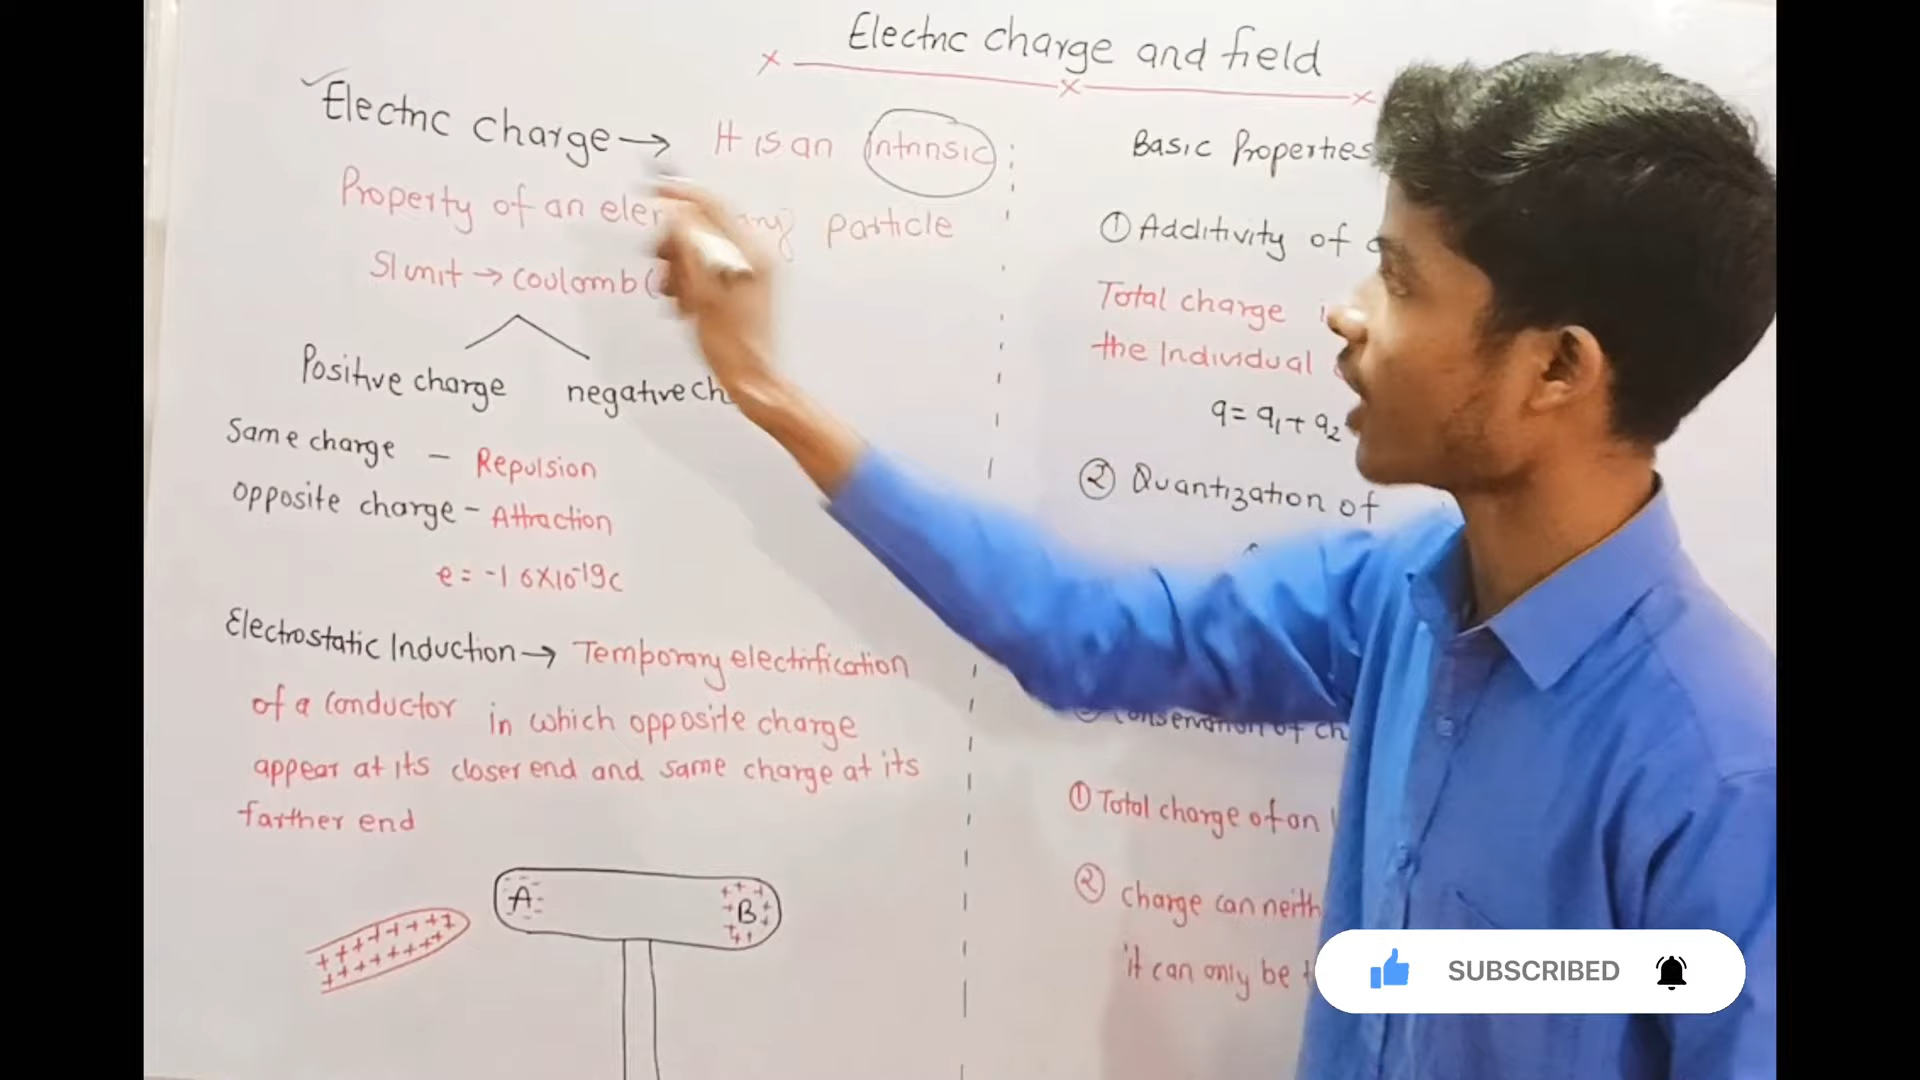 Electric charge and field
Electric charge → It is an intrinsic
Property of an particle
SI unit → coulomb (
Positive charge negative
Same charge - Repulsion
opposite charge - Attraction
e = -1 6×10⁻¹⁹c
Electrostatic Induction → Temporary electrification
of a conductor in which opposite charge
appear at its closer end and same charge at its
farther end
A B
Basic Properties
① Additivity of
Total charge
the Individual
q = q₁ + q₂
② Quantization of
Conservation of
① Total charge of an
② charge can
it can only be
SUBSCRIBED